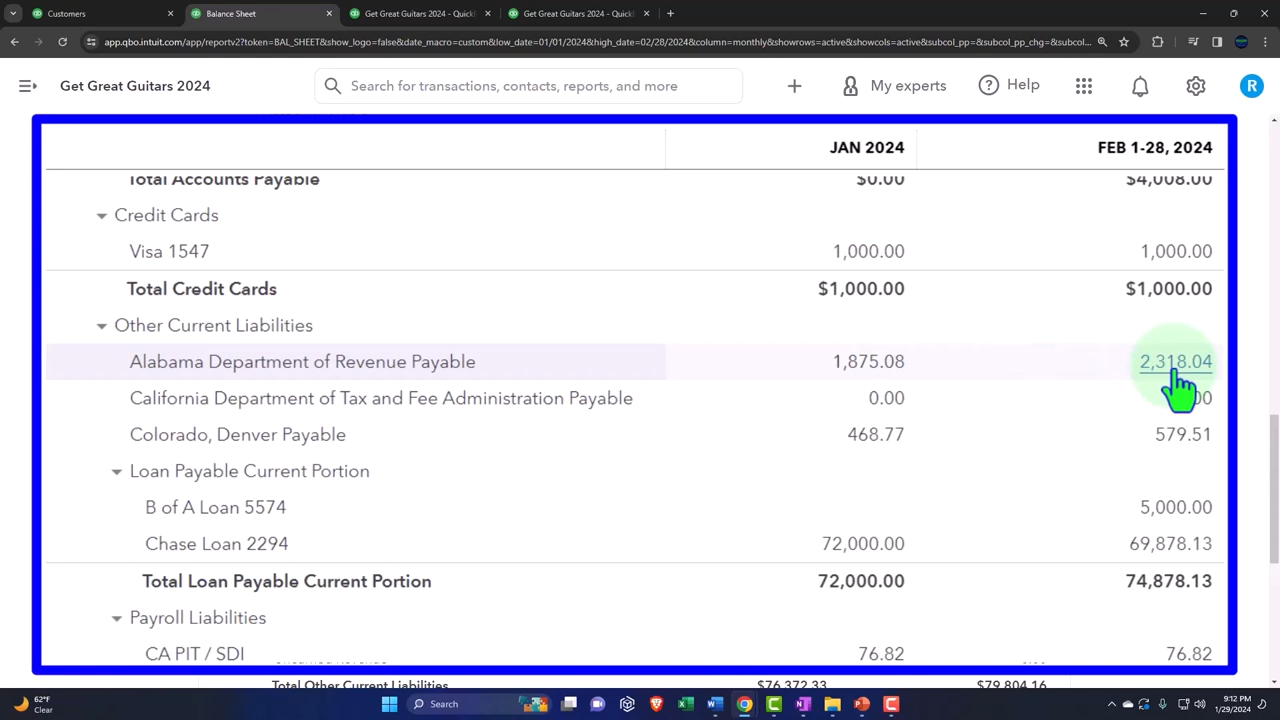 Customers
Balance Sheet
Get Great Guitars 2024 - QuickB
Get Great Guitars 2024 - QuickB
app.qbo.intuit.com/app/reportv2?token=BAL_SHEET&show_logo=false&date_macro=custom&low_date=01/01/2024&high_date=02/28/2024&column=monthly&showrows=active&showcols=active&subcol_pp=&subcol_pp_chg=&subcol...
Get Great Guitars 2024
Search for transactions, contacts, reports, and more
My experts
Help
R
JAN 2024 FEB 1-28, 2024
Total Accounts Payable $0.00 $4,008.00
Credit Cards
Visa 1547 1,000.00 1,000.00
Total Credit Cards $1,000.00 $1,000.00
Other Current Liabilities
Alabama Department of Revenue Payable 1,875.08 2,318.04
California Department of Tax and Fee Administration Payable 0.00 00
Colorado, Denver Payable 468.77 579.51
Loan Payable Current Portion
B of A Loan 5574 5,000.00
Chase Loan 2294 72,000.00 69,878.13
Total Loan Payable Current Portion 72,000.00 74,878.13
Payroll Liabilities
CA PIT / SDI 76.82 76.82
Total Other Current Liabilities $76,372.33 $79,804.16
62°F
Cloudy
Search
9:12 PM
1/29/2024